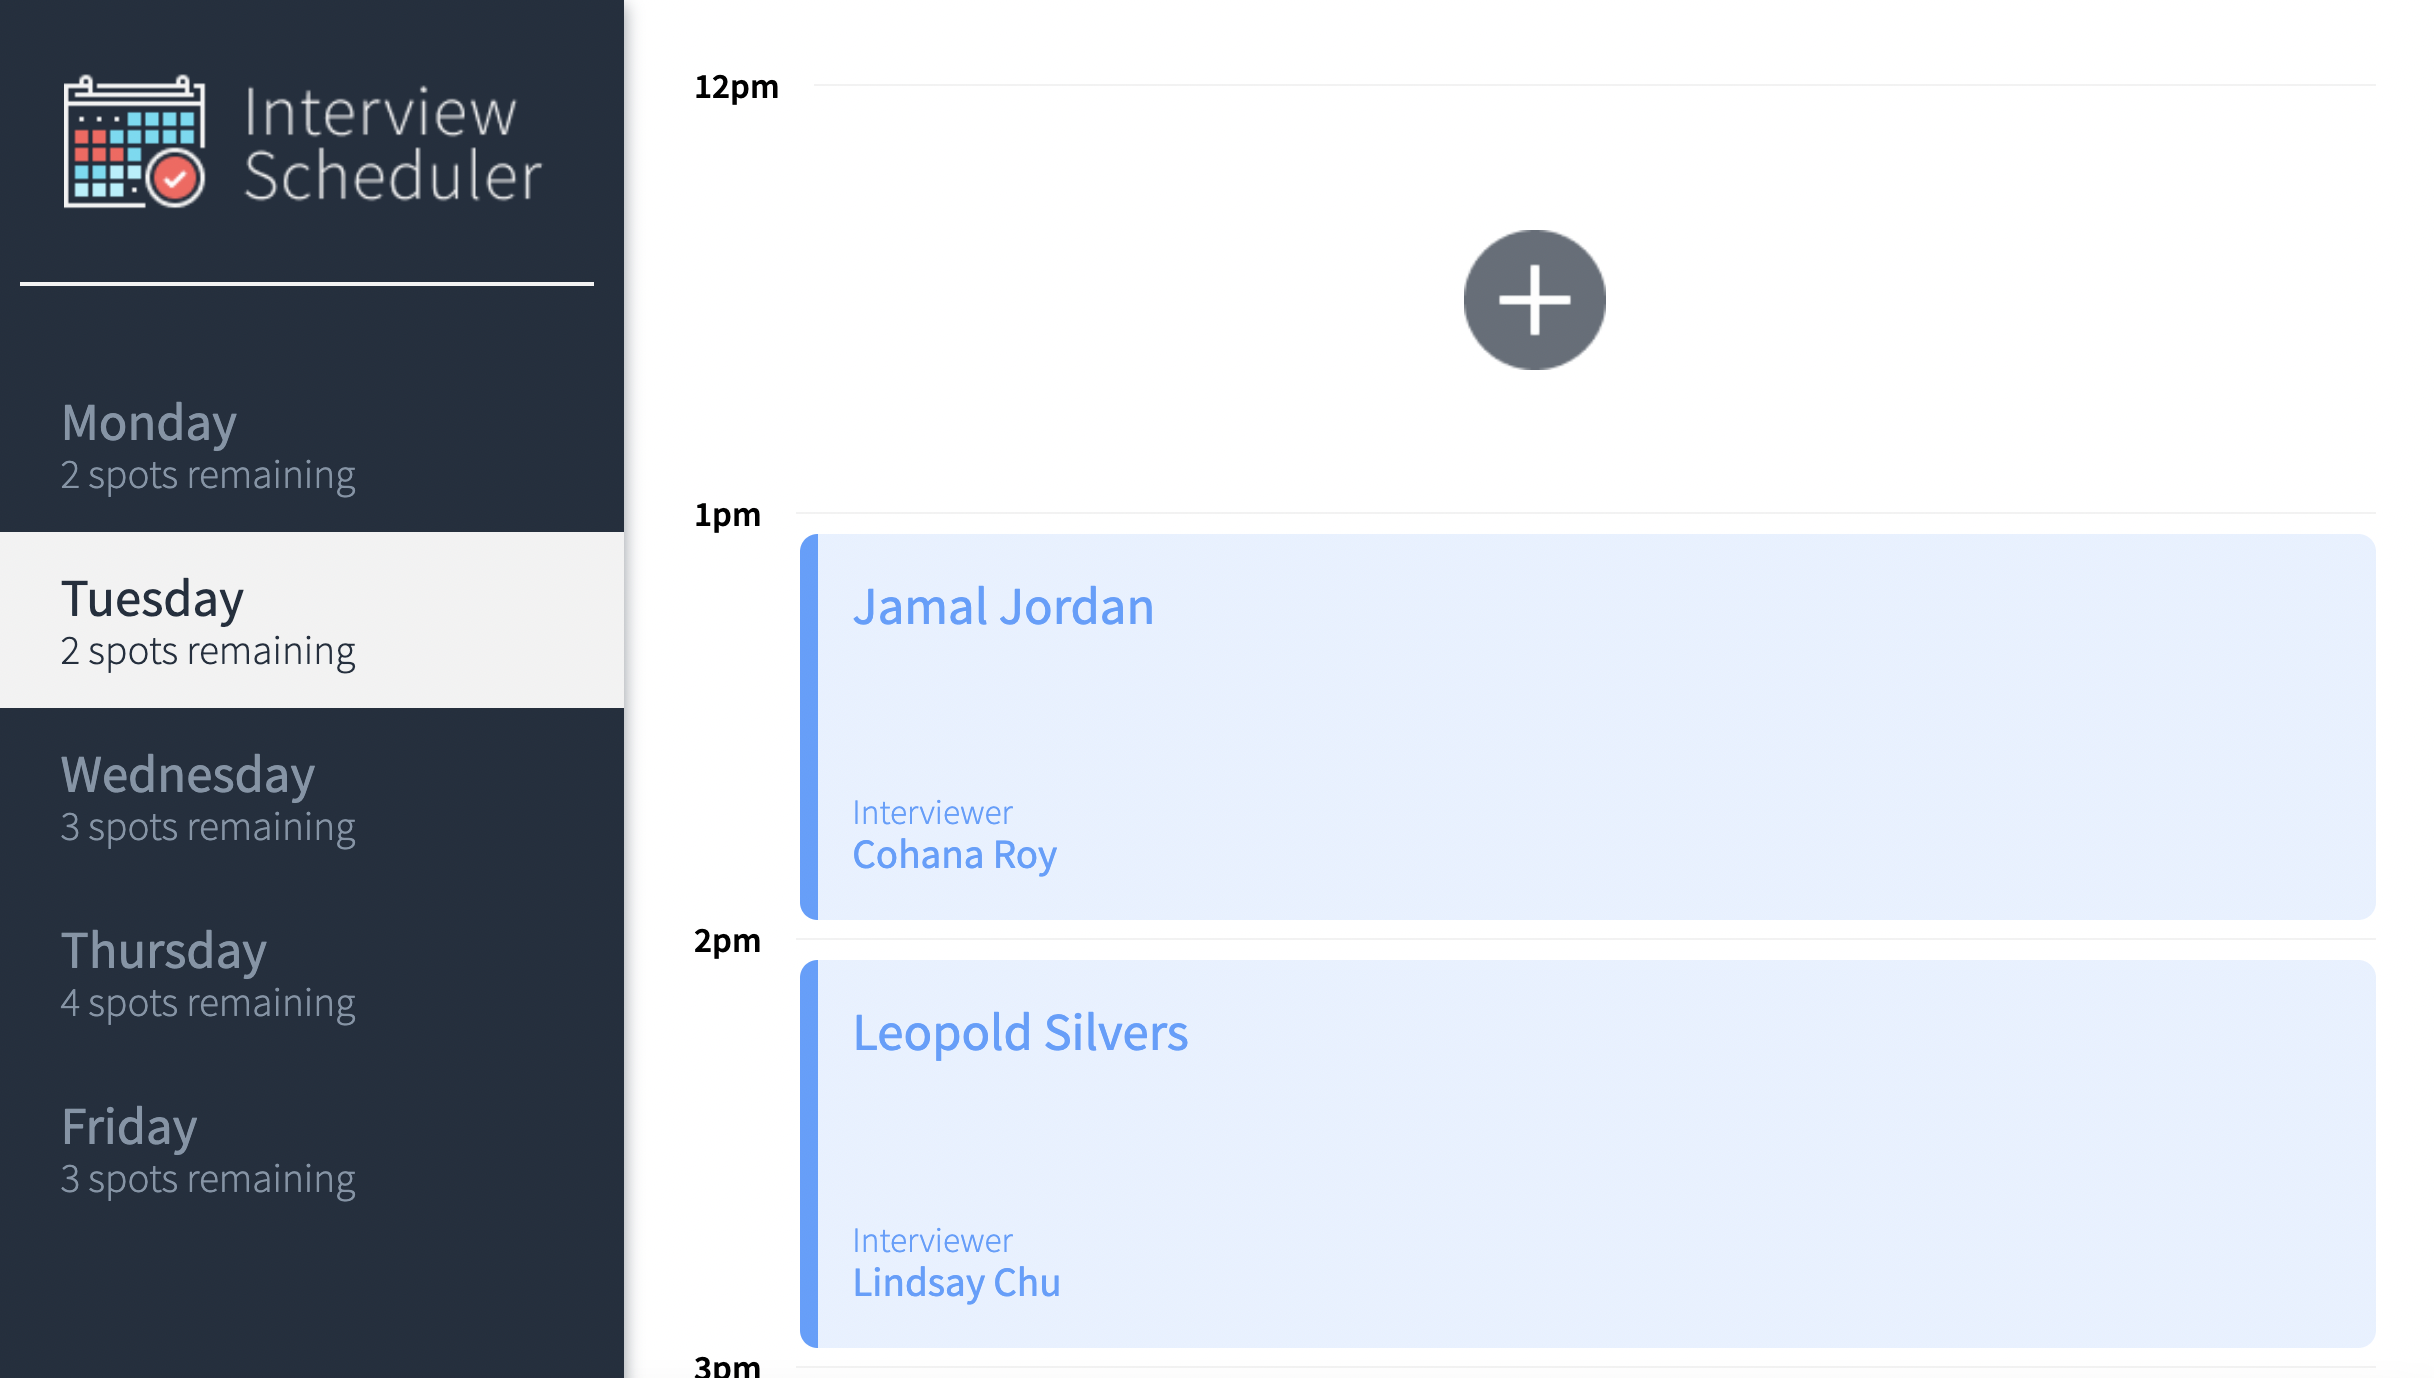 Interview
Scheduler
Monday
2 spots remaining
Tuesday
2 spots remaining
Wednesday
3 spots remaining
Thursday
4 spots remaining
Friday
3 spots remaining
12pm
1pm
Jamal Jordan
Interviewer
Cohana Roy
2pm
Leopold Silvers
Interviewer
Lindsay Chu
3pm